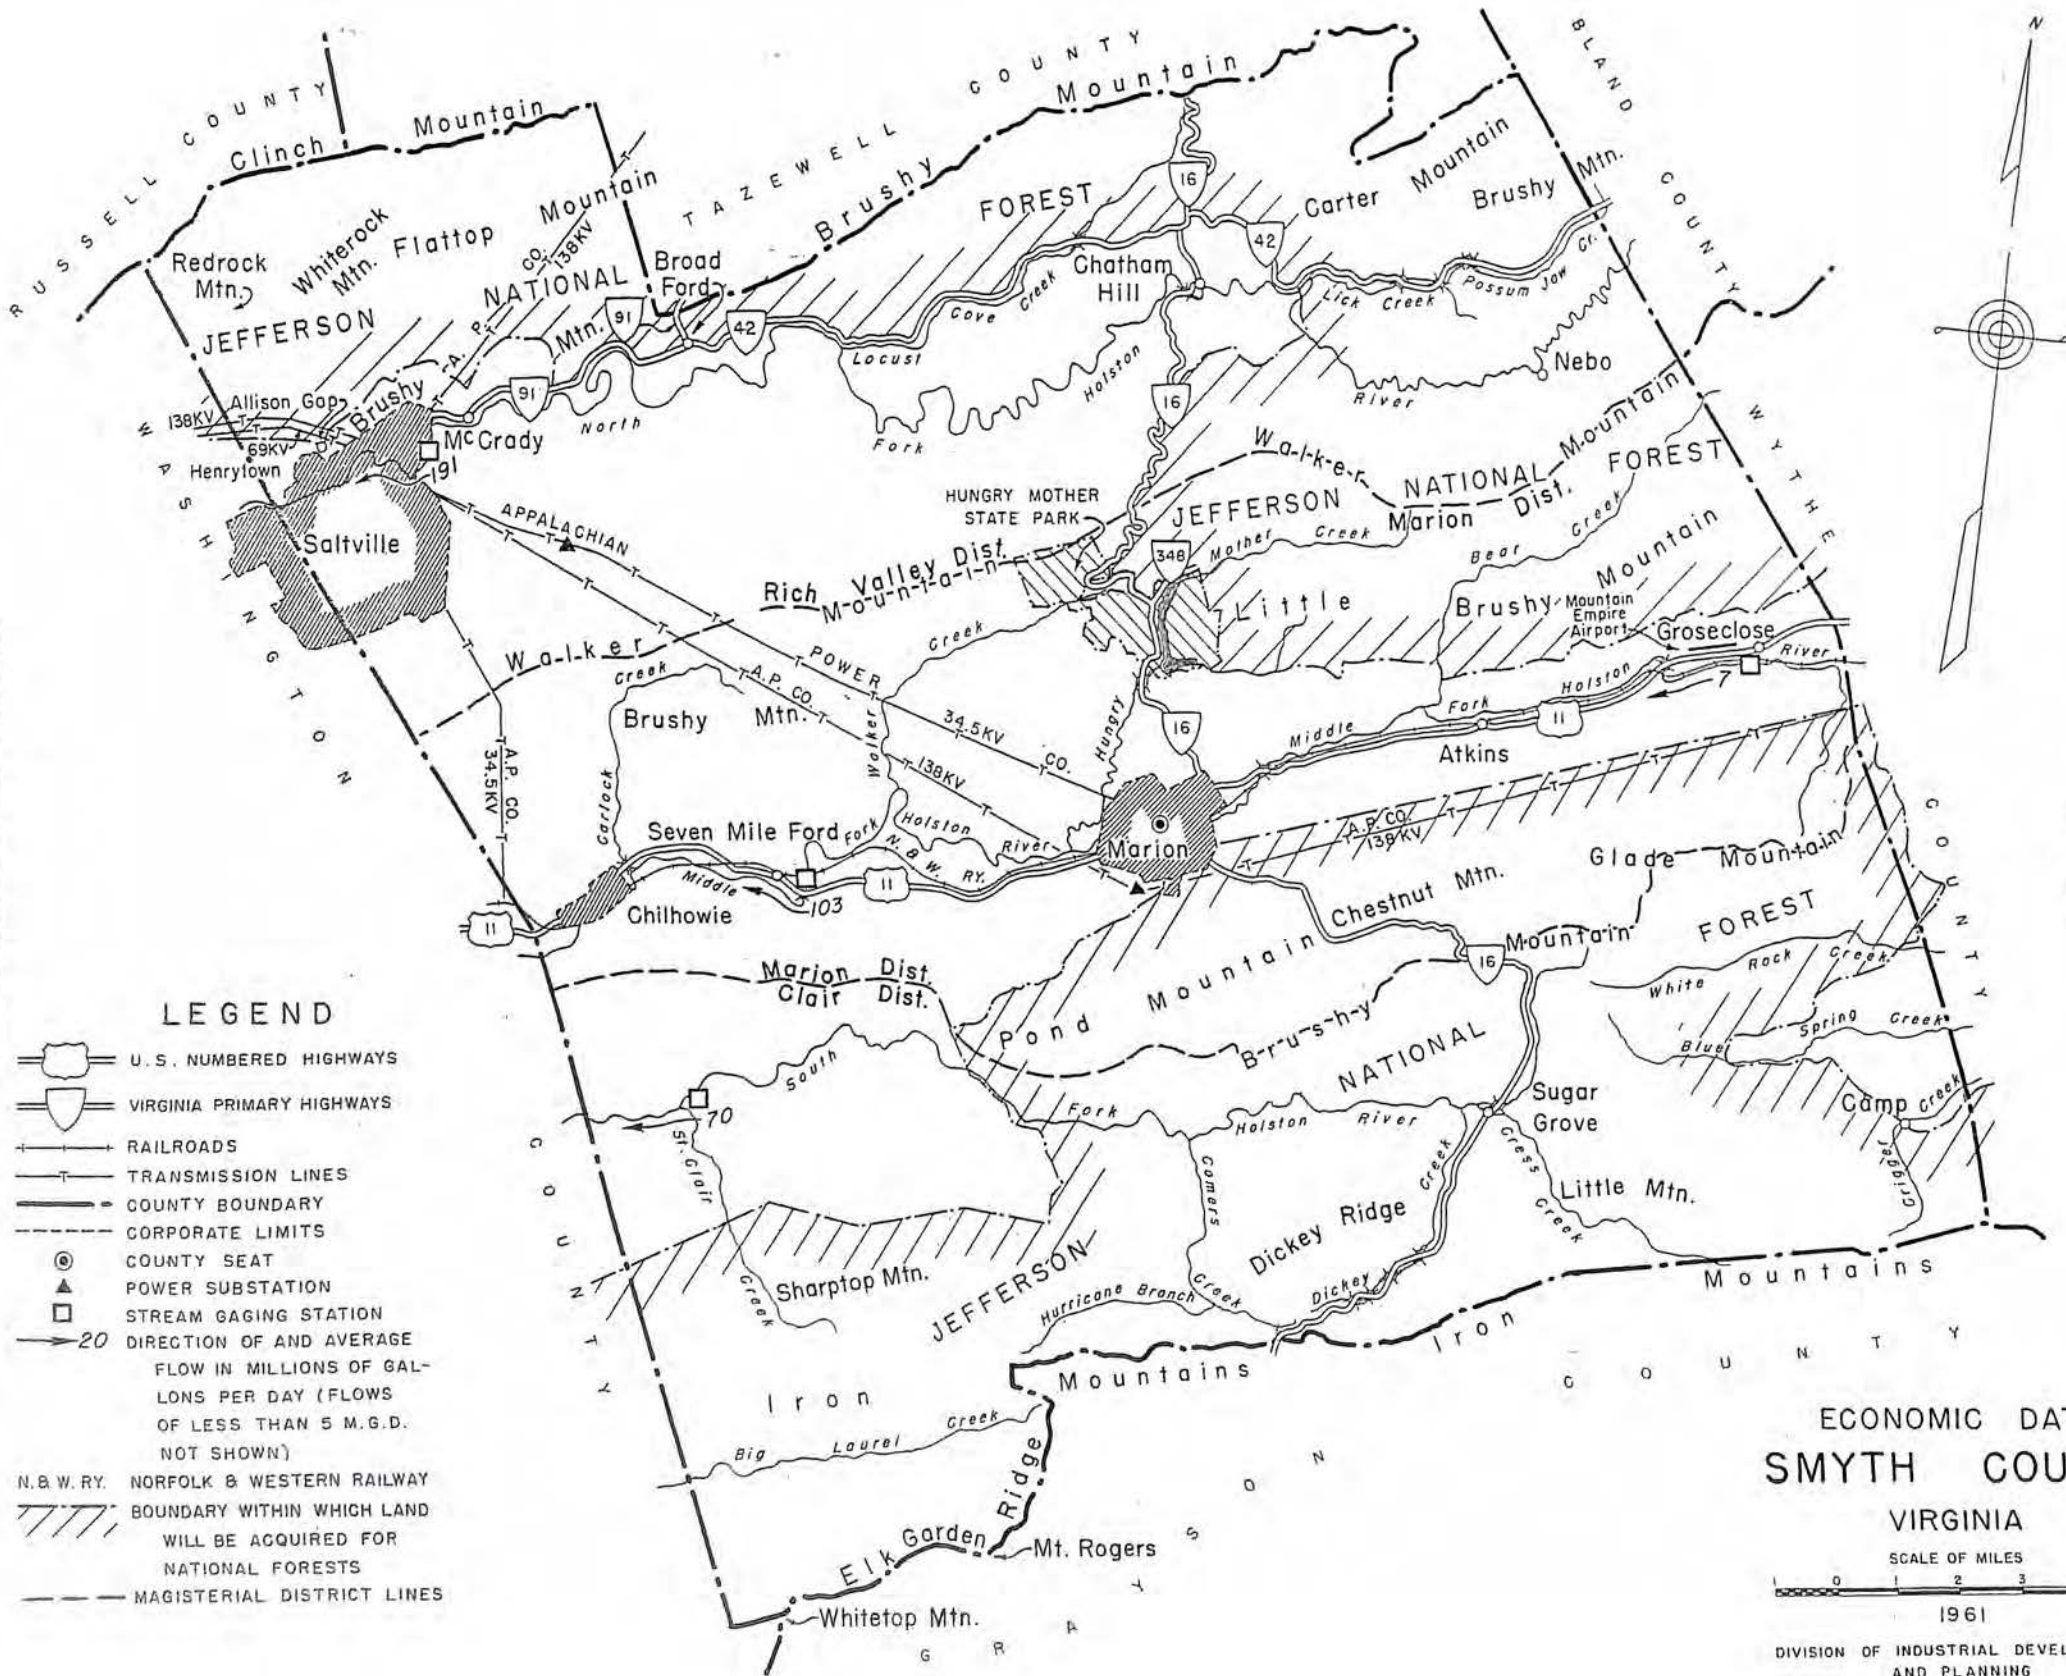 RUSSELL COUNTY
TAZEWELL COUNTY
BLAND COUNTY
N
Clinch Mountain
Brushy Mountain
Redrock
Mtn.
Whiterock
Mtn.
Flattop Mountain
A. P. CO.
138KV
JEFFERSON NATIONAL FOREST
Broad
Ford
91
42
16
42
Carter Mountain
Brushy Mtn.
Chatham
Hill
Cove Creek
Locust
Lick Creek
Possum Jaw Cr.
Nebo
138KV
Allison Gap
Brushy Mtn.
91
69KV
Henrytown
McCrady
191
North Fork Holston River
16
Saltville
APPALACHIAN POWER CO.
34.5KV
HUNGRY MOTHER
STATE PARK
Walker Mountain
JEFFERSON NATIONAL FOREST
Marion Dist.
Rich Valley Dist.
Walker Mountain
348
Mother Creek
Bear Creek
Little Brushy Mountain
Mountain
Empire
Airport
Groseclose
7
WYTHE COUNTY
WASHINGTON COUNTY
Brushy Mtn.
Creek
Carlock
A.P. CO.
138KV
A.P. CO.
34.5KV
Walker Creek
Hungry
16
Middle Fork Holston River
11
Atkins
Marion
A.P. CO.
138 KV
Seven Mile Ford
Middle Fork Holston River
N. & W. RY.
11
103
Chilhowie
11
Glade Mountain
Chestnut Mtn.
Pond Mountain
Mountain
16
FOREST
White Rock Creek
Marion Dist.
Clair Dist.
Brushy
NATIONAL
Blue Spring Creek
Camp Creek
Cripple
South Fork Holston River
70
St. Clair Creek
Sugar
Grove
Cress Creek
Comers Creek
Dickey Creek
Dickey Ridge
Little Mtn.
Sharptop Mtn.
JEFFERSON
Hurricane Branch
Iron Mountains
Iron Mountains
Big Laurel Creek
Elk Garden Ridge
Mt. Rogers
Whitetop Mtn.
GRAYSON COUNTY
LEGEND
U.S. NUMBERED HIGHWAYS
VIRGINIA PRIMARY HIGHWAYS
RAILROADS
TRANSMISSION LINES
COUNTY BOUNDARY
CORPORATE LIMITS
COUNTY SEAT
POWER SUBSTATION
STREAM GAGING STATION
20 DIRECTION OF AND AVERAGE
FLOW IN MILLIONS OF GAL-
LONS PER DAY (FLOWS
OF LESS THAN 5 M.G.D.
NOT SHOWN)
N. & W. RY. NORFOLK & WESTERN RAILWAY
BOUNDARY WITHIN WHICH LAND
WILL BE ACQUIRED FOR
NATIONAL FORESTS
MAGISTERIAL DISTRICT LINES
ECONOMIC DAT
SMYTH COU
VIRGINIA
SCALE OF MILES
1 0 1 2 3
1961
DIVISION OF INDUSTRIAL DEVEL
AND PLANNING